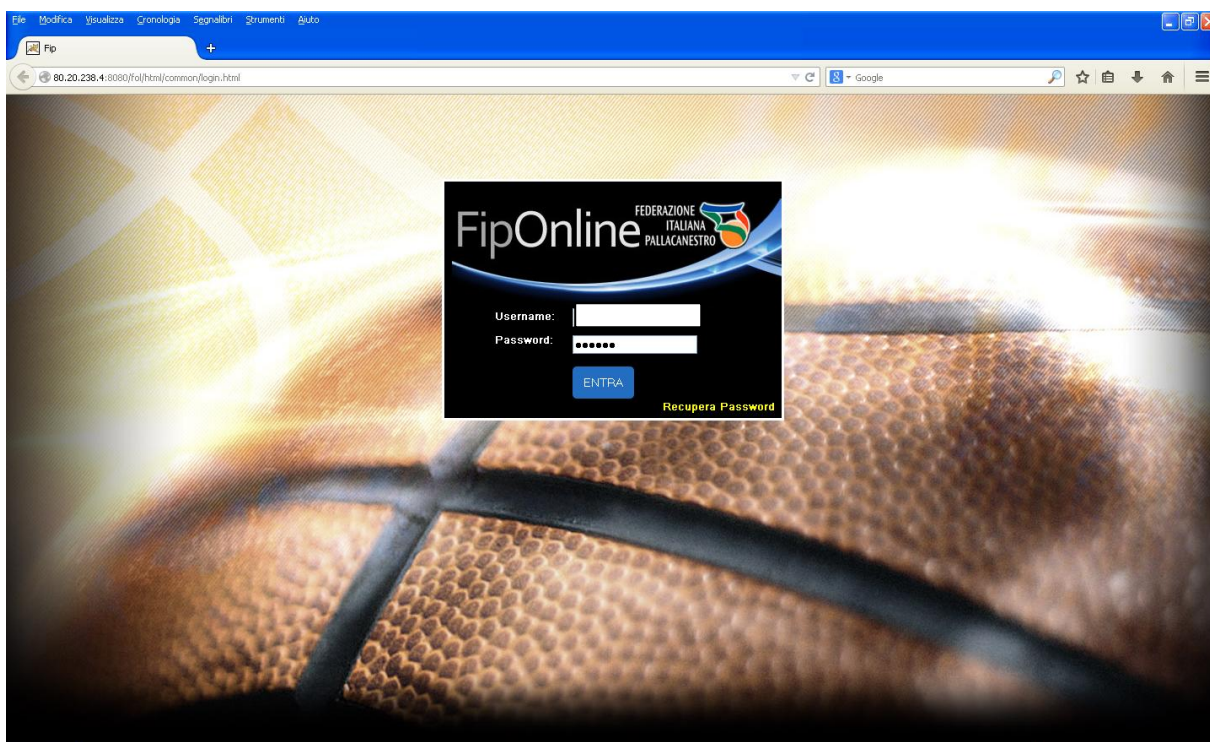 File Modifica Visualizza Cronologia Segnalibri Strumenti Aiuto
Fip
80.20.238.4:8080/fol/html/common/login.html
8 Google
FipOnline
FEDERAZIONE
ITALIANA
PALLACANESTRO
Username:
Password:
ENTRA
Recupera Password